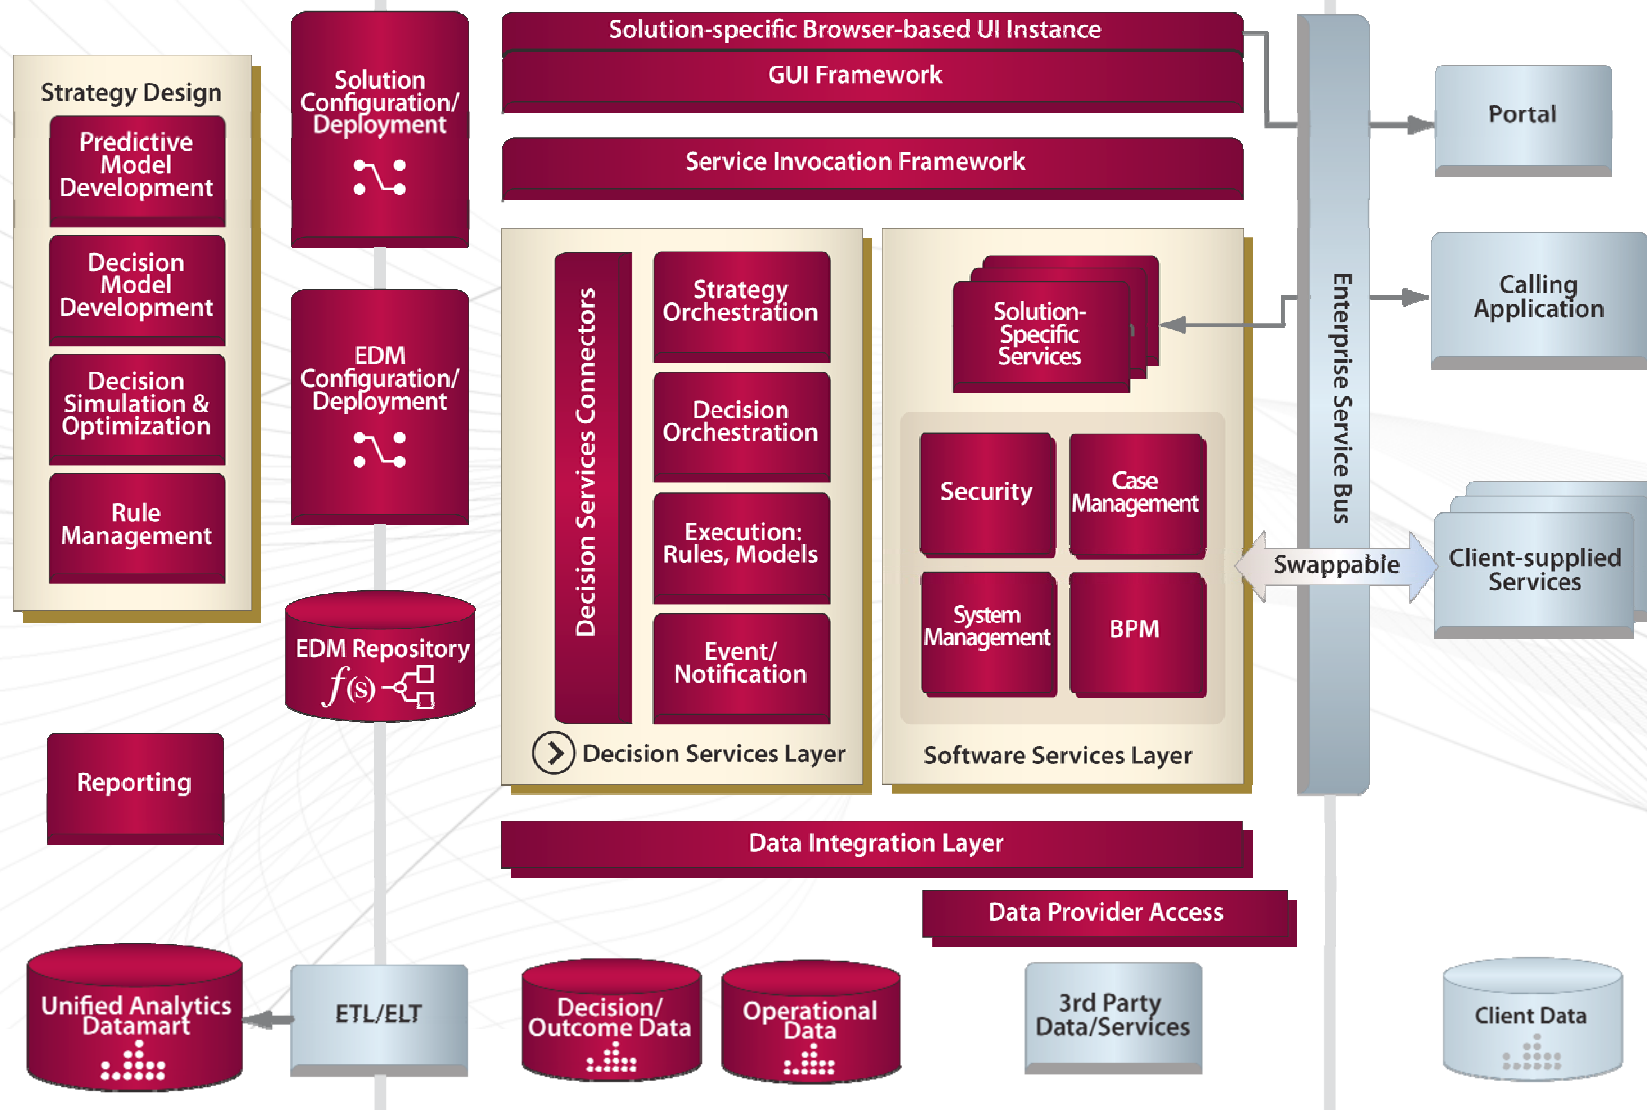 Strategy Design
Predictive
Model
Development
Decision
Model
Development
Decision
Simulation &
Optimization
Rule
Management
Reporting
Unified Analytics
Datamart
Solution
Configuration/
Deployment
EDM
Configuration/
Deployment
EDM Repository
f(s)
ETL/ELT
Solution-specific Browser-based UI Instance
GUI Framework
Service Invocation Framework
Decision Services Connectors
Strategy
Orchestration
Decision
Orchestration
Execution:
Rules, Models
Event/
Notification
Decision Services Layer
Solution-
Specific
Services
Security
Case
Management
System
Management
BPM
Software Services Layer
Data Integration Layer
Data Provider Access
Decision/
Outcome Data
Operational
Data
3rd Party
Data/Services
Enterprise Service Bus
Swappable
Portal
Calling
Application
Client-supplied
Services
Client Data